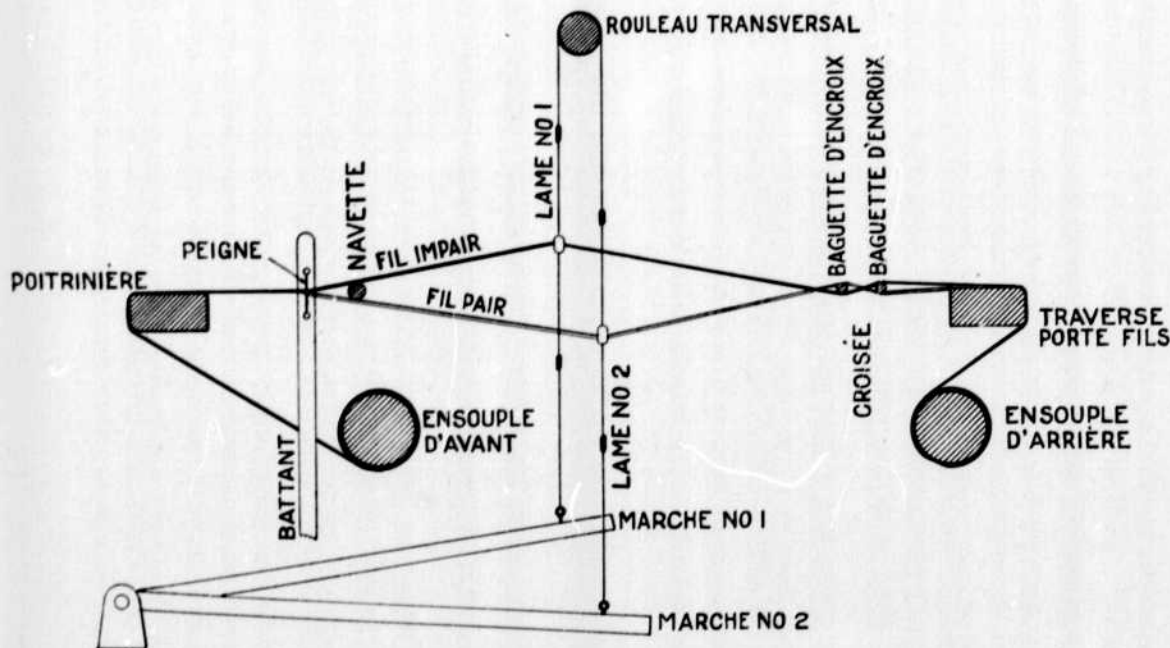 ROULEAU TRANSVERSAL
LAME NO 1
BAGUETTE D'ENCROIX
BAGUETTE D'ENCROIX
NAVETTE
PEIGNE
FIL IMPAIR
POITRINIÈRE
FIL PAIR
TRAVERSE
PORTE FILS
CROISÉE
LAME NO 2
ENSOUPLE
D'AVANT
ENSOUPLE
D'ARRIÈRE
BATTANT
MARCHE NO 1
MARCHE NO 2